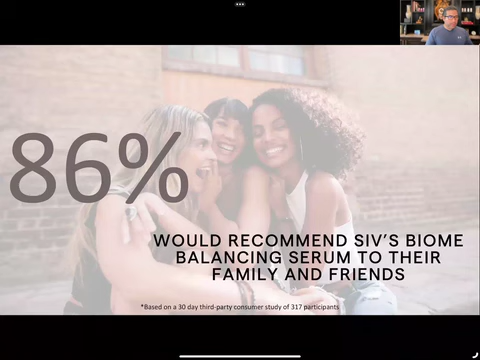 86%
WOULD RECOMMEND SIV'S BIOME
BALANCING SERUM TO THEIR
FAMILY AND FRIENDS
*Based on a 30 day third-party consumer study of 317 participants